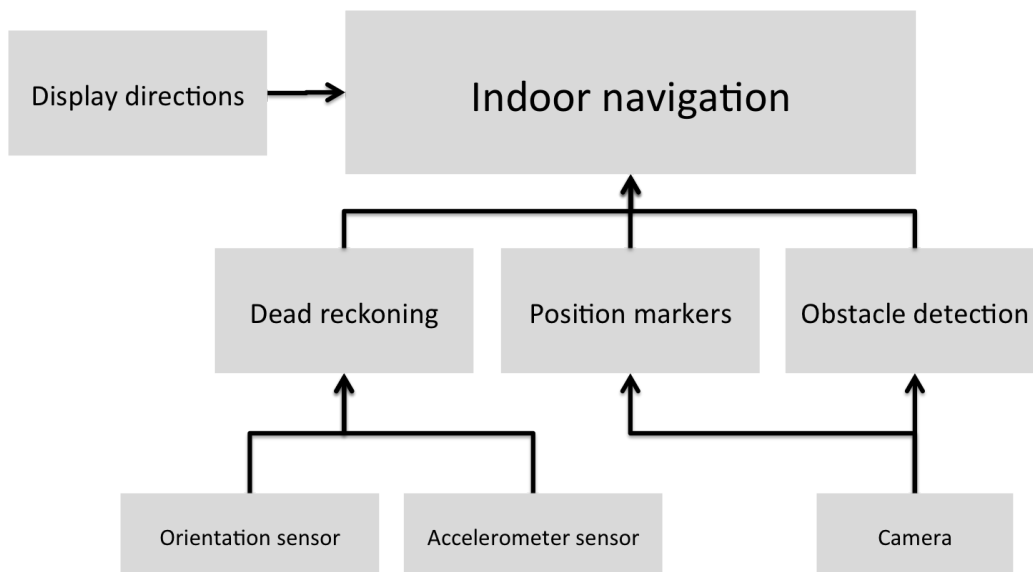 Display directions
Indoor navigation
Dead reckoning
Position markers
Obstacle detection
Orientation sensor
Accelerometer sensor
Camera